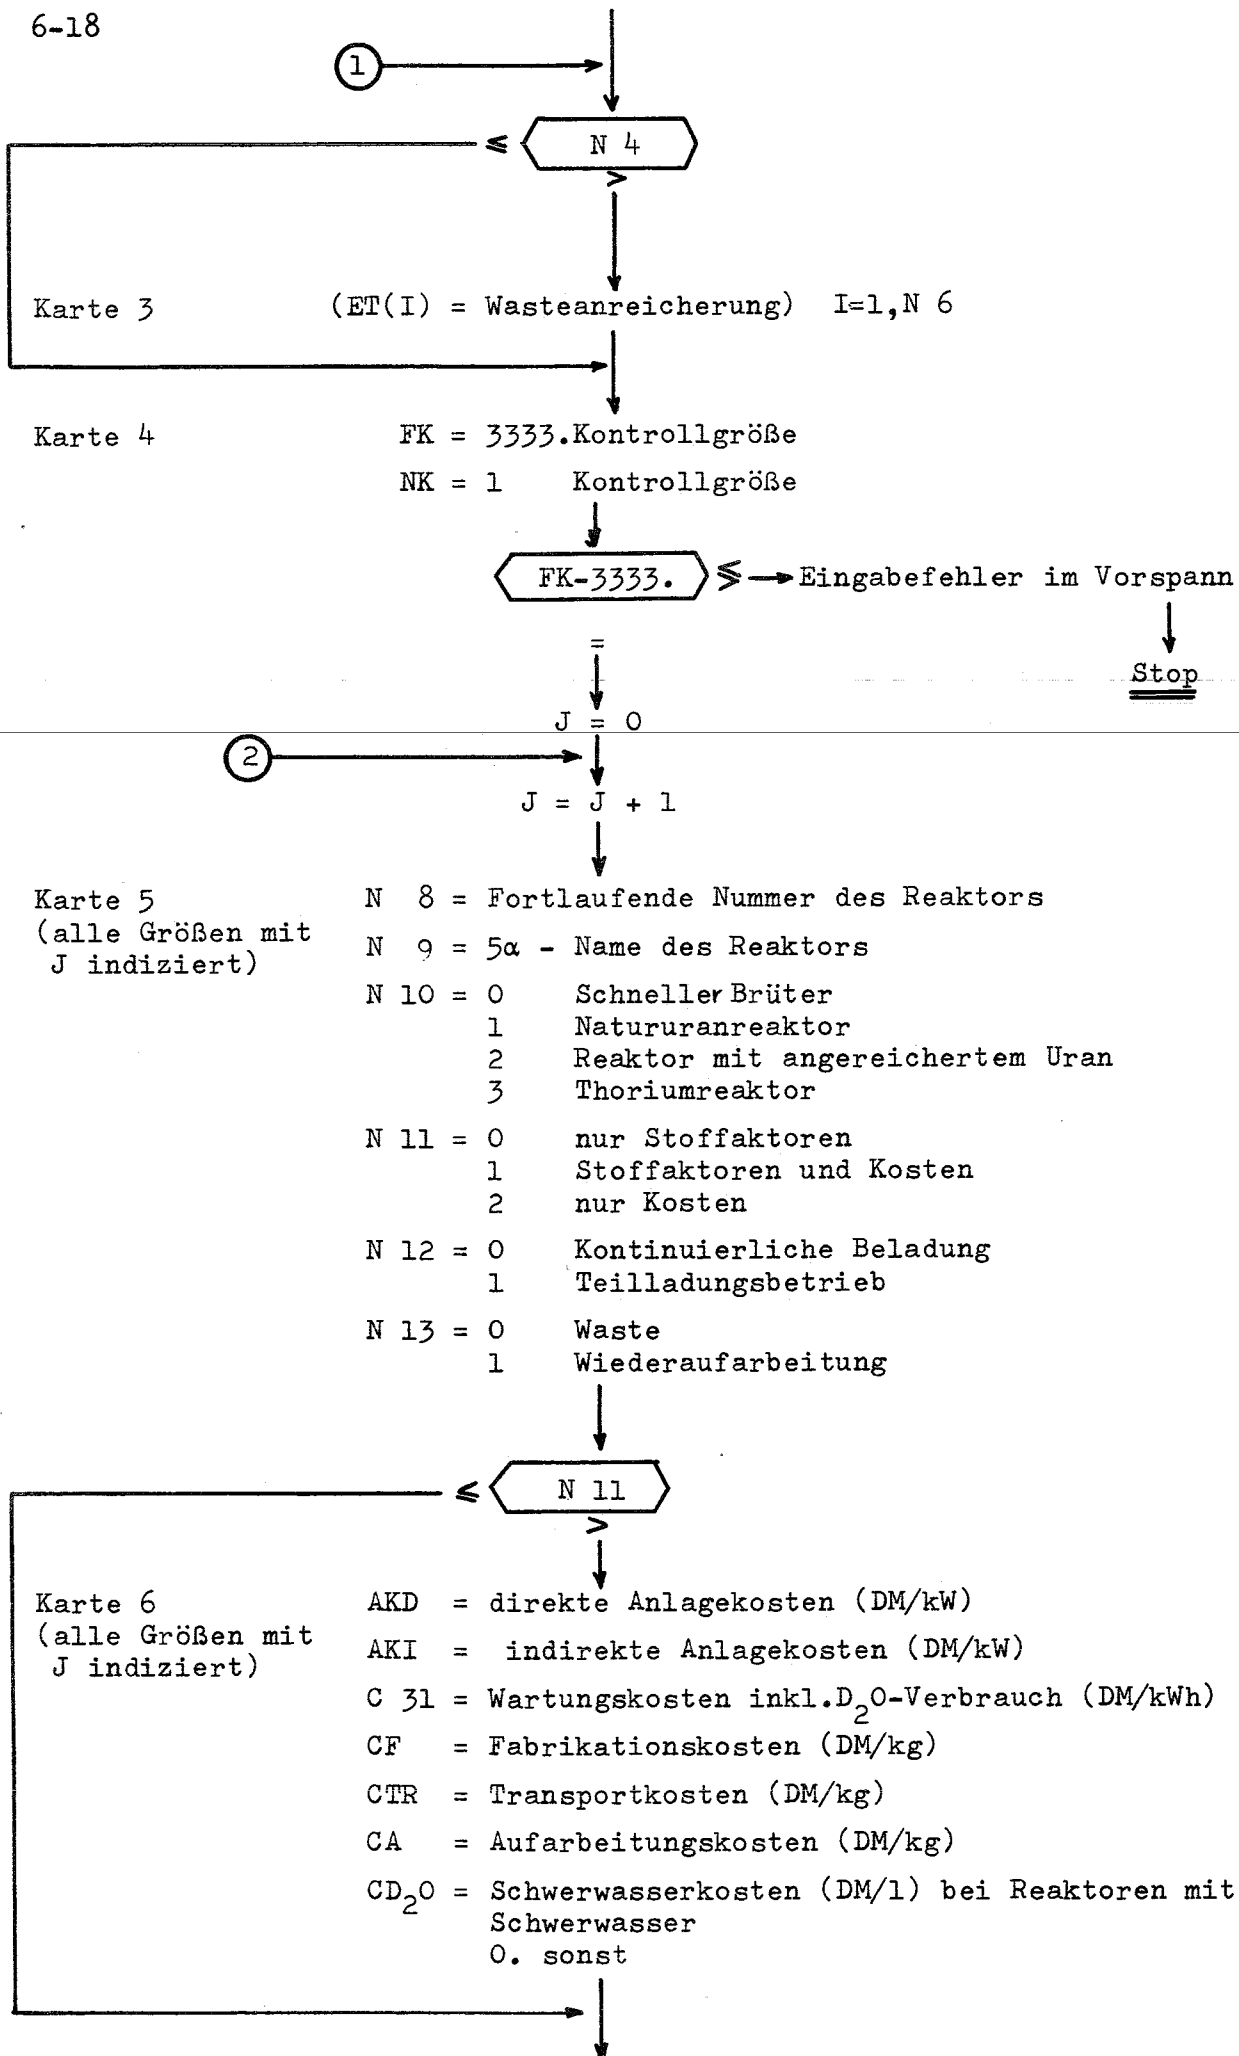 6-18
1
≤ N 4
>
Karte 3 (ET(I) = Wasteanreicherung) I=1,N 6
Karte 4 FK = 3333.Kontrollgröße
NK = 1 Kontrollgröße
FK-3333. ≶ Eingabefehler im Vorspann
=
Stop
J = 0
2
J = J + 1
Karte 5 N 8 = Fortlaufende Nummer des Reaktors
(alle Größen mit
J indiziert)
N 9 = 5α - Name des Reaktors
N 10 = 0 Schneller Brüter
1 Natururanreaktor
2 Reaktor mit angereichertem Uran
3 Thoriumreaktor
N 11 = 0 nur Stoffaktoren
1 Stoffaktoren und Kosten
2 nur Kosten
N 12 = 0 Kontinuierliche Beladung
1 Teilladungsbetrieb
N 13 = 0 Waste
1 Wiederaufarbeitung
≤ N 11
>
Karte 6 AKD = direkte Anlagekosten (DM/kW)
(alle Größen mit
J indiziert)
AKI = indirekte Anlagekosten (DM/kW)
C 31 = Wartungskosten inkl.D₂O-Verbrauch (DM/kWh)
CF = Fabrikationskosten (DM/kg)
CTR = Transportkosten (DM/kg)
CA = Aufarbeitungskosten (DM/kg)
CD₂O = Schwerwasserkosten (DM/l) bei Reaktoren mit
Schwerwasser
0. sonst